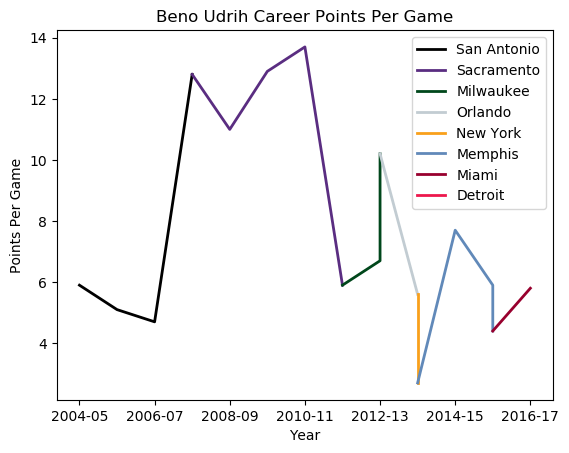 Beno Udrih Career Points Per Game
Points Per Game
14
12
10
8
6
4
San Antonio
Sacramento
Milwaukee
Orlando
New York
Memphis
Miami
Detroit
2004-05 2006-07 2008-09 2010-11 2012-13 2014-15 2016-17
Year